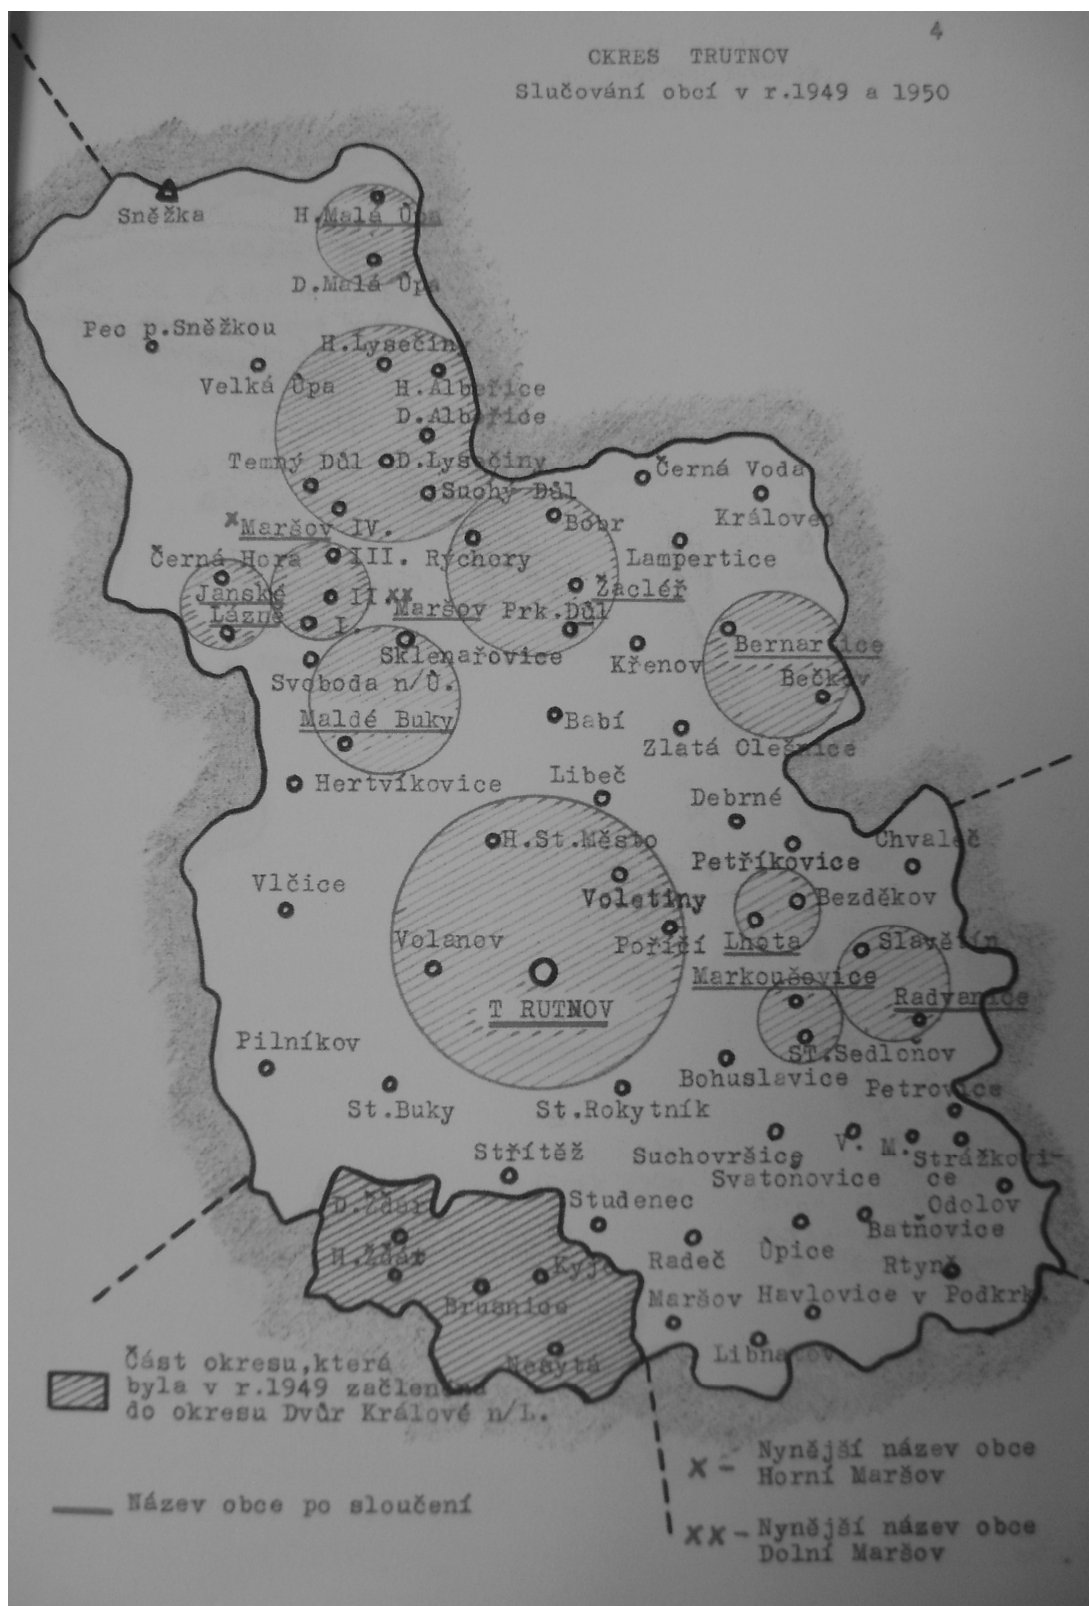 4
OKRES TRUTNOV
Slučování obcí v r.1949 a 1950
Sněžka
H.Malá Úpa
D.Malá Úpa
Pec p.Sněžkou
H.Lysečiny
Velká Úpa
H.Albeřice
D.Albeřice
Temný Důl
D.Lysečiny
Černá Voda
Suchý Důl
Královec
x Maršov IV.
Bobr
Černá Hora
III.
Rýchory
Lampertice
Janské
Lázně
II.
xx
Maršov
Prk.Důl
Žacléř
I.
Sklenařovice
Křenov
Bernartice
Svoboda n/Ú.
Bečkov
Maldé Buky
Babí
Zlatá Olešnice
Hertvíkovice
Libeč
Debrné
H.St.Město
Petříkovice
Chvaleč
Vlčice
Voletiny
Bezděkov
Volanov
Poříčí
Lhota
Slavětín
Markoušovice
T RUTNOV
Radvanice
Pilníkov
ST.Sedloňov
Bohuslavice
Petrovice
St.Buky
St.Rokytník
Střítěž
Suchovršice
V. M.
Strážkovi-
ce
Svatonovice
Odolov
D.Žďár
Studenec
Batňovice
H.Žďár
Kyje
Radeč
Úpice
Rtyně
v Podkrk.
Brusnice
Maršov
Havlovice
Nesytá
Libňatov
Část okresu,která
byla v r.1949 začleněna
do okresu Dvůr Králové n/L.
Název obce po sloučení
x - Nynější název obce
Horní Maršov
xx - Nynější název obce
Dolní Maršov